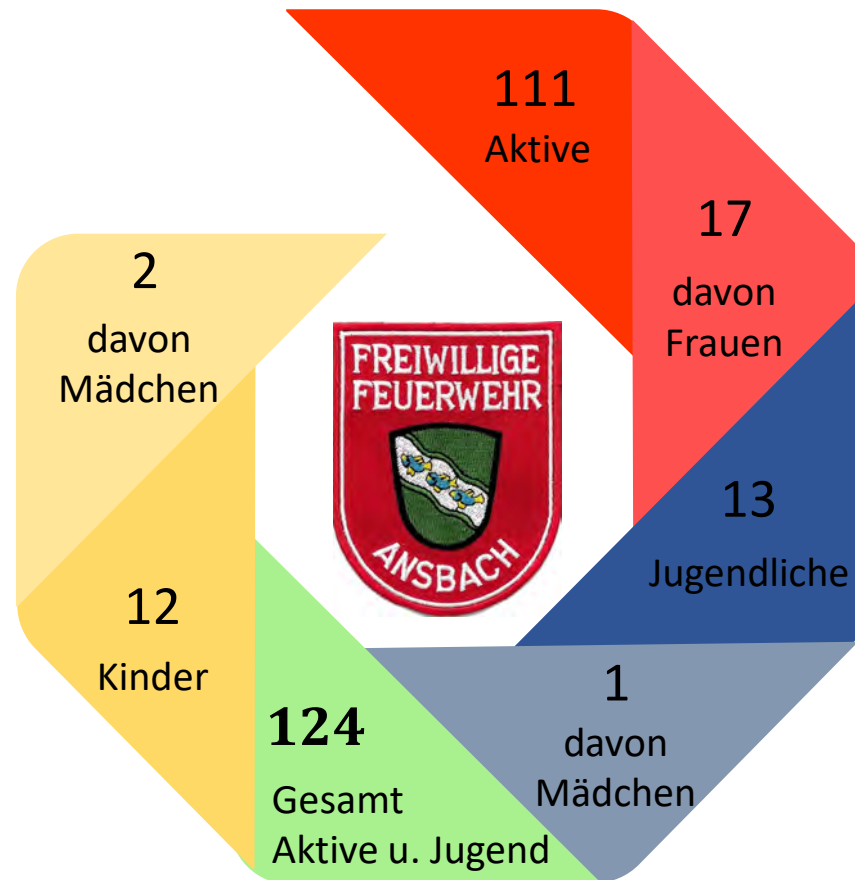 111
Aktive
17
davon
Frauen
13
Jugendliche
1
davon
Mädchen
124
Gesamt
Aktive u. Jugend
12
Kinder
2
davon
Mädchen
FREIWILLIGE
FEUERWEHR
ANSBACH